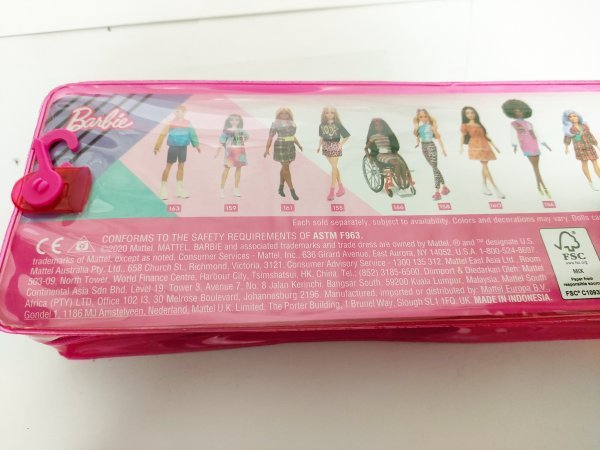 Barbie
163 159 161 155 166 158 160 156
Each sold separately, subject to availability. Colors and decorations may vary. Dolls
CONFORMS TO THE SAFETY REQUIREMENTS OF ASTM F963.
CE ©2020 Mattel. MATTEL, BARBIE and associated trademarks and trade dress are owned by Mattel. ® and ™ designate U.S.
trademarks of Mattel, except as noted. Consumer Services - Mattel, Inc. 636 Girard Avenue, East Aurora, NY 14052, U.S.A. 1-800-524-8697.
Mattel Australia Pty. Ltd., 658 Church St., Richmond, Victoria, 3121. Consumer Advisory Service - 1300 135 312. Mattel East Asia Ltd., Room
503-09, North Tower, World Finance Centre, Harbour City, Tsimshatsui, HK, China. Tel.: (852) 3185-6500. Diimport & Diedarkan Oleh: Mattel
Continental Asia Sdn Bhd. Level 19, Tower 3, Avenue 7, No. 8 Jalan Kerinchi, Bangsar South, 59200 Kuala Lumpur, Malaysia. Mattel South
Africa (PTY) LTD, Office 102 I3, 30 Melrose Boulevard, Johannesburg 2196. Manufactured, imported or distributed by: Mattel Europa B.V.,
Gondel 1, 1186 MJ Amstelveen, Nederland. Mattel U.K. Limited, The Porter Building, 1 Brunel Way, Slough SL1 1FQ, UK. MADE IN INDONESIA.
FSC
www.fsc.org
MIX
Paper from
responsible
FSC®